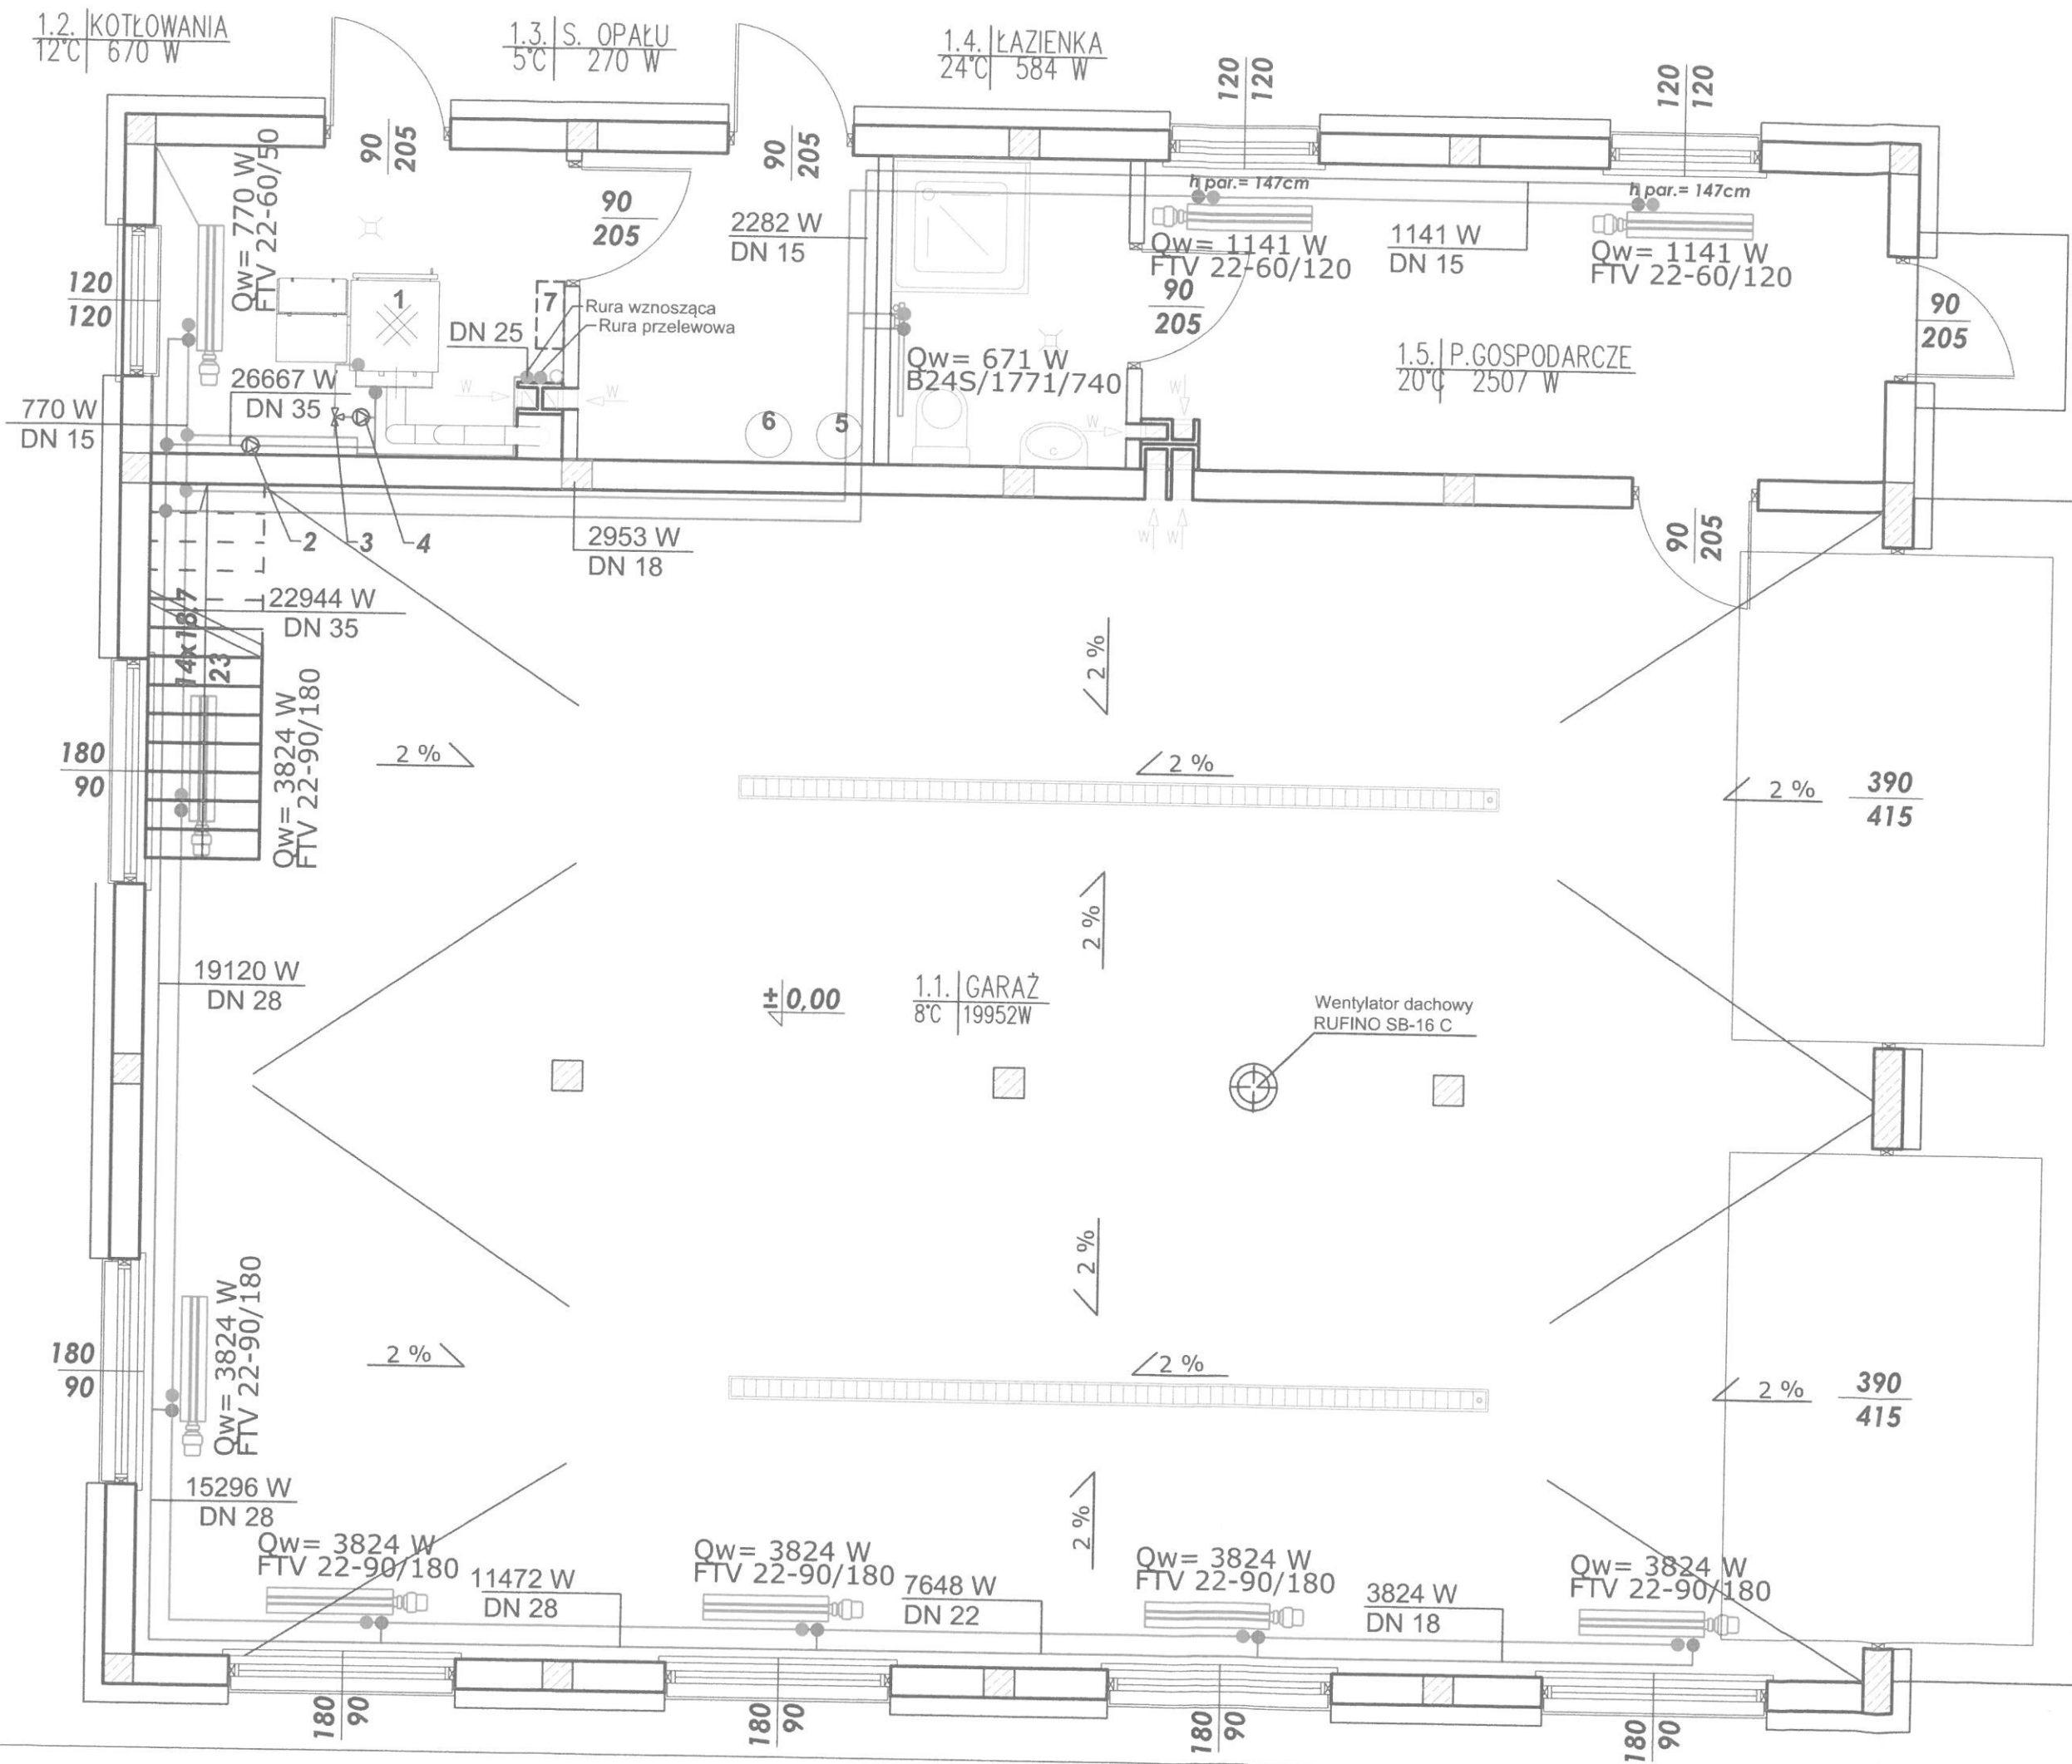 1.2. KOTŁOWANIA
12°C 670 W
1.3. S. OPAŁU
5°C 270 W
1.4. ŁAZIENKA
24°C 584 W
120
120
120
120
90
205
90
205
Qw= 770 W
FTV 22-60/50
90
205
2282 W
DN 15
h par.= 147cm
Qw= 1141 W
FTV 22-60/120
1141 W
DN 15
h par.= 147cm
Qw= 1141 W
FTV 22-60/120
120
120
1
7
Rura wznosząca
Rura przelewowa
DN 25
90
205
90
205
Qw= 671 W
B24S/1771/740
1.5. P.GOSPODARCZE
20°C 2507 W
26667 W
DN 35
770 W
DN 15
W
W
W
W
6
5
2
3
4
2953 W
DN 18
W
W
90
205
22944 W
DN 35
14x18,7
23
Qw= 3824 W
FTV 22-90/180
180
90
2 %
2 %
2 %
2 %
390
415
2 %
19120 W
DN 28
±0,00
1.1. GARAŻ
8°C 19952W
Wentylator dachowy
RUFINO SB-16 C
2 %
Qw= 3824 W
FTV 22-90/180
180
90
2 %
2 %
2 %
390
415
15296 W
DN 28
2 %
Qw= 3824 W
FTV 22-90/180
11472 W
DN 28
Qw= 3824 W
FTV 22-90/180
7648 W
DN 22
Qw= 3824 W
FTV 22-90/180
3824 W
DN 18
Qw= 3824 W
FTV 22-90/180
180
90
180
90
180
90
180
90